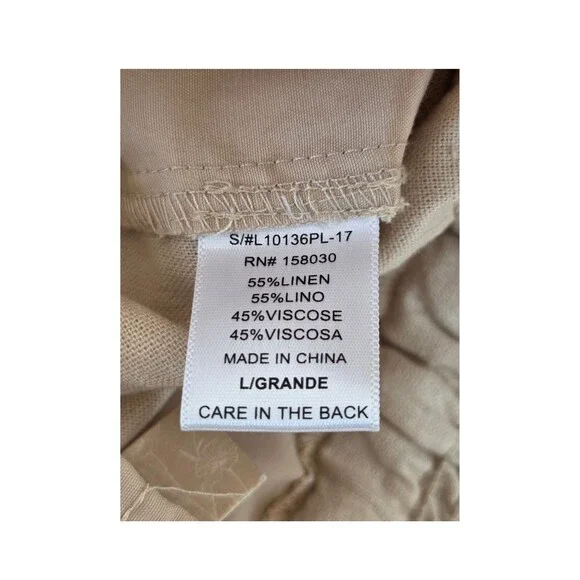 S/#L10136PL-17
RN# 158030
55%LINEN
55%LINO
45%VISCOSE
45%VISCOSA
MADE IN CHINA
L/GRANDE
CARE IN THE BACK